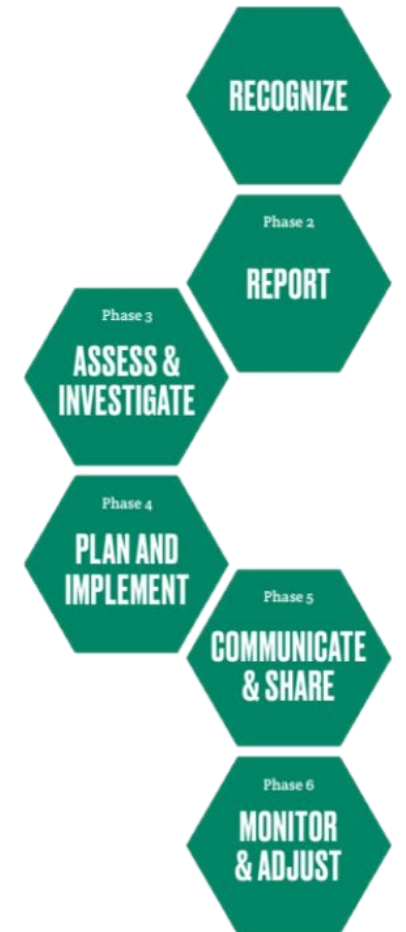 RECOGNIZE
Phase 2
REPORT
Phase 3
ASSESS &
INVESTIGATE
Phase 4
PLAN AND
IMPLEMENT
Phase 5
COMMUNICATE
& SHARE
Phase 6
MONITOR
& ADJUST